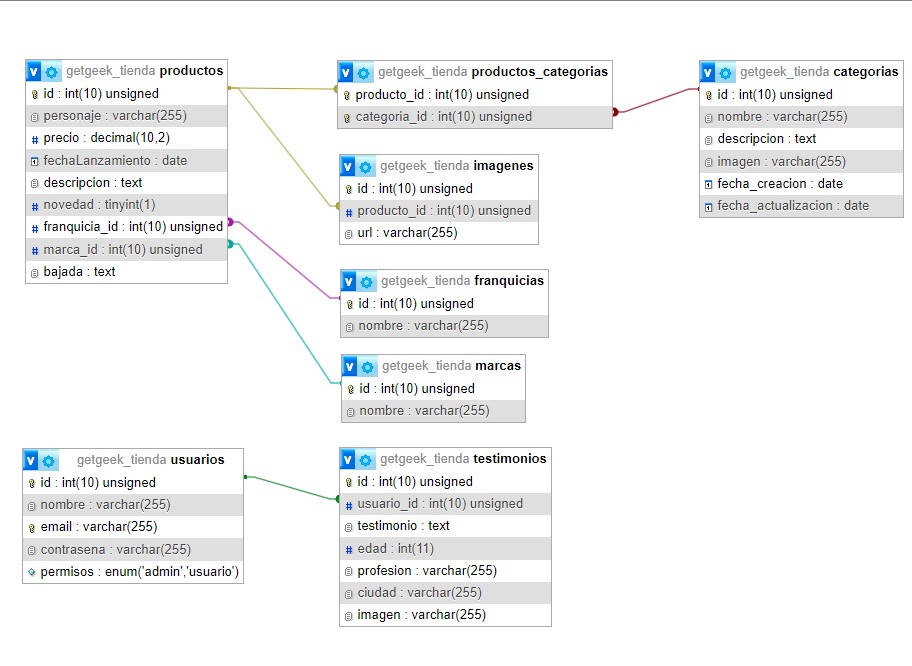 getgeek_tienda productos
id : int(10) unsigned
personaje : varchar(255)
precio : decimal(10,2)
fechaLanzamiento : date
descripcion : text
novedad : tinyint(1)
franquicia_id : int(10) unsigned
marca_id : int(10) unsigned
bajada : text
getgeek_tienda productos_categorias
producto_id : int(10) unsigned
categoria_id : int(10) unsigned
getgeek_tienda categorias
id : int(10) unsigned
nombre : varchar(255)
descripcion : text
imagen : varchar(255)
fecha_creacion : date
fecha_actualizacion : date
getgeek_tienda imagenes
id : int(10) unsigned
producto_id : int(10) unsigned
url : varchar(255)
getgeek_tienda franquicias
id : int(10) unsigned
nombre : varchar(255)
getgeek_tienda marcas
id : int(10) unsigned
nombre : varchar(255)
getgeek_tienda usuarios
id : int(10) unsigned
nombre : varchar(255)
email : varchar(255)
contrasena : varchar(255)
permisos : enum('admin','usuario')
getgeek_tienda testimonios
id : int(10) unsigned
usuario_id : int(10) unsigned
testimonio : text
edad : int(11)
profesion : varchar(255)
ciudad : varchar(255)
imagen : varchar(255)